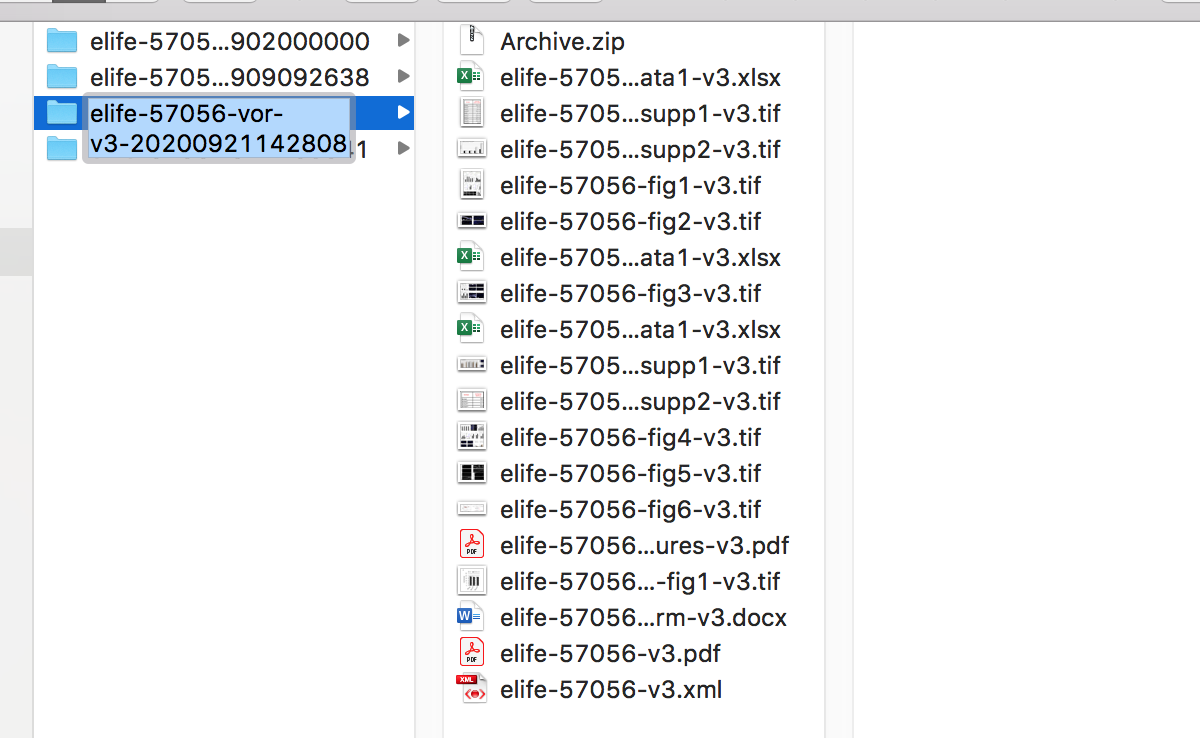 elife-5705...902000000
elife-5705...909092638
elife-57056-vor-
v3-20200921142808
Archive.zip
elife-5705...ata1-v3.xlsx
elife-5705...supp1-v3.tif
elife-5705...supp2-v3.tif
elife-57056-fig1-v3.tif
elife-57056-fig2-v3.tif
elife-5705...ata1-v3.xlsx
elife-57056-fig3-v3.tif
elife-5705...ata1-v3.xlsx
elife-5705...supp1-v3.tif
elife-5705...supp2-v3.tif
elife-57056-fig4-v3.tif
elife-57056-fig5-v3.tif
elife-57056-fig6-v3.tif
elife-57056...ures-v3.pdf
elife-57056...-fig1-v3.tif
elife-57056...rm-v3.docx
elife-57056-v3.pdf
elife-57056-v3.xml